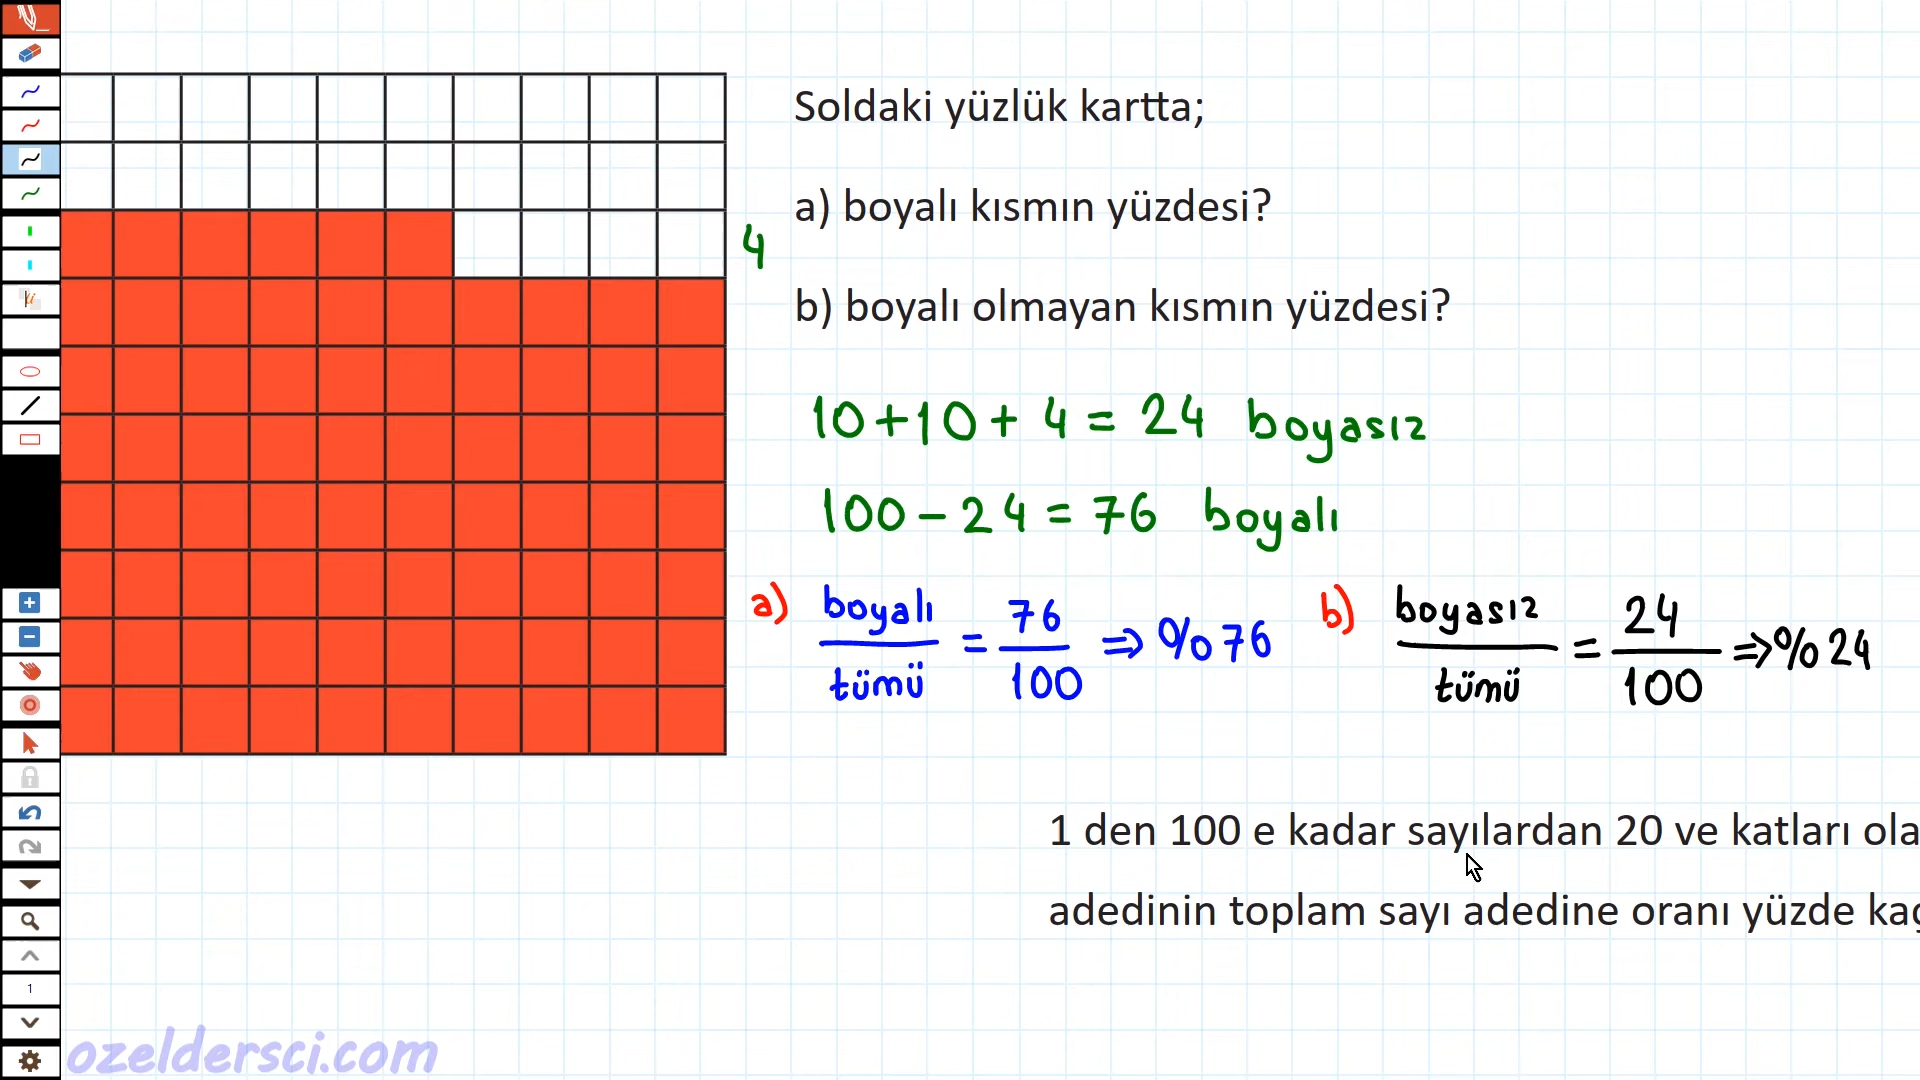 Soldaki yüzlük kartta;
a) boyalı kısmın yüzdesi?
4
b) boyalı olmayan kısmın yüzdesi?
10+10+4=24 boyasız
100-24=76 boyalı
a) boyalı/tümü = 76/100 ⇒ %76
b) boyasız/tümü = 24/100 ⇒ %24
1 den 100 e kadar sayılardan 20 ve katları ola
adedinin toplam sayı adedine oranı yüzde kaç
1
ozeldersci.com